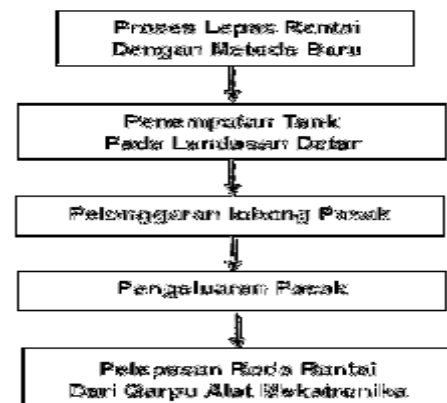 Proses Lepas Rantai
Dengan Metode Baru
Penempatan Tank
Pada Landasan Datar
Pelonggaran lobang Pasak
Pengeluaran Pasak
Pelepasan Roda Rantai
Dari Garpu Alat Mekatronika